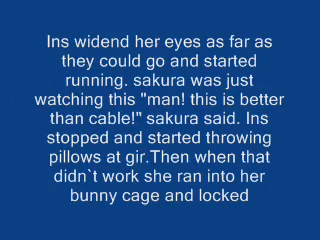 Ins widend her eyes as far as
they could go and started
running. sakura was just
watching this "man! this is better
than cable!" sakura said. Ins
stopped and started throwing
pillows at gir.Then when that
didn`t work she ran into her
bunny cage and locked